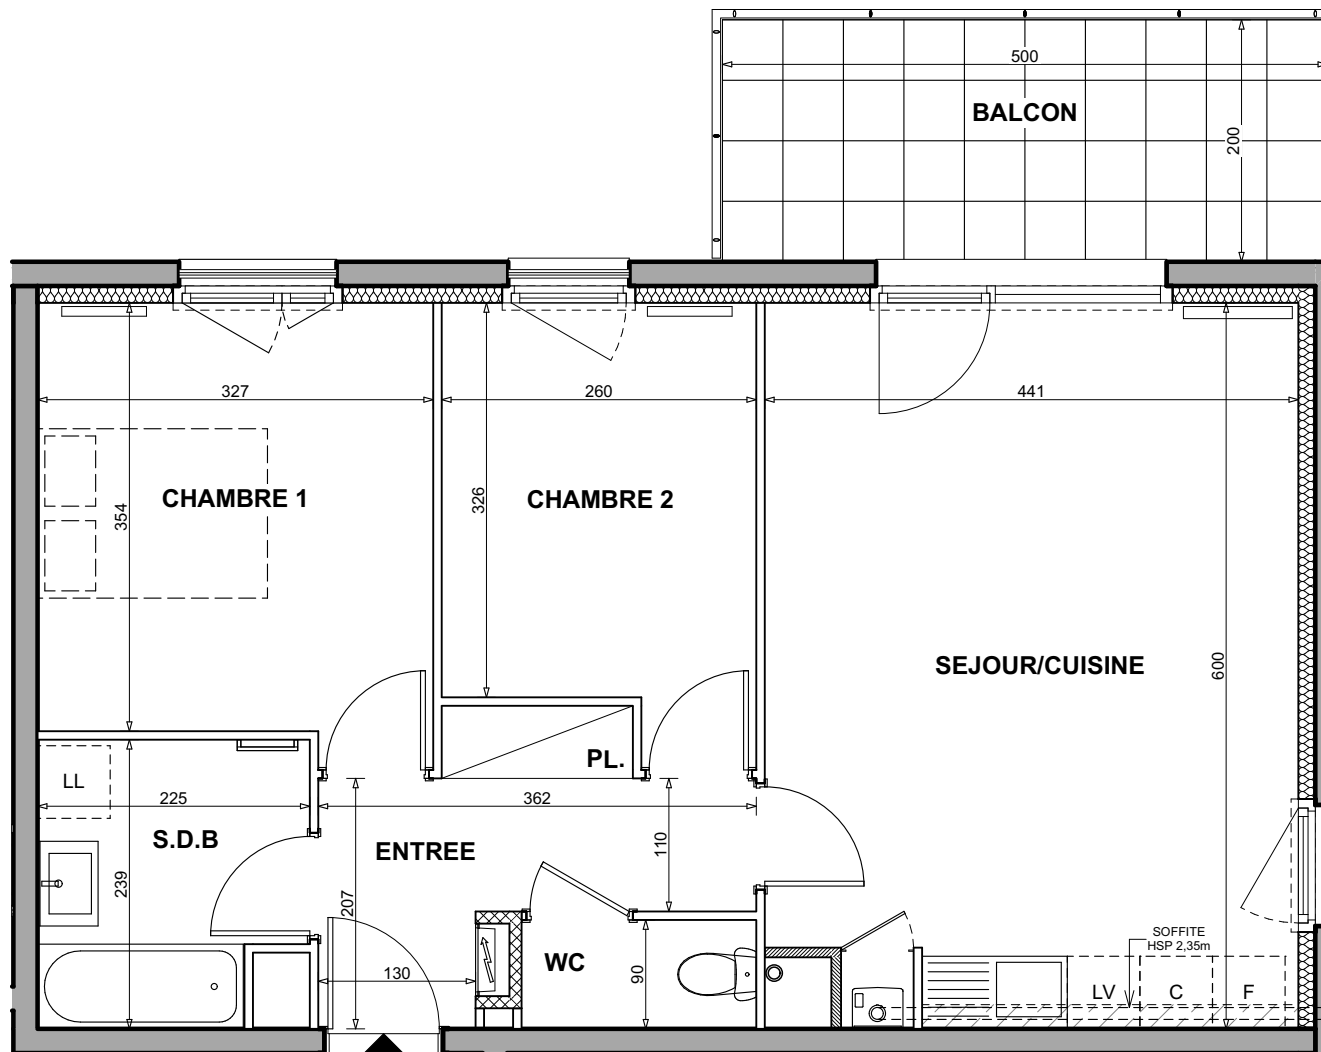 500
BALCON
200
327
260
441
354
CHAMBRE 1
326
CHAMBRE 2
SEJOUR/CUISINE
600
PL.
LL
225
362
S.D.B
ENTREE
110
239
207
SOFFITE
HSP 2,35m
130
WC
90
LV
C
F